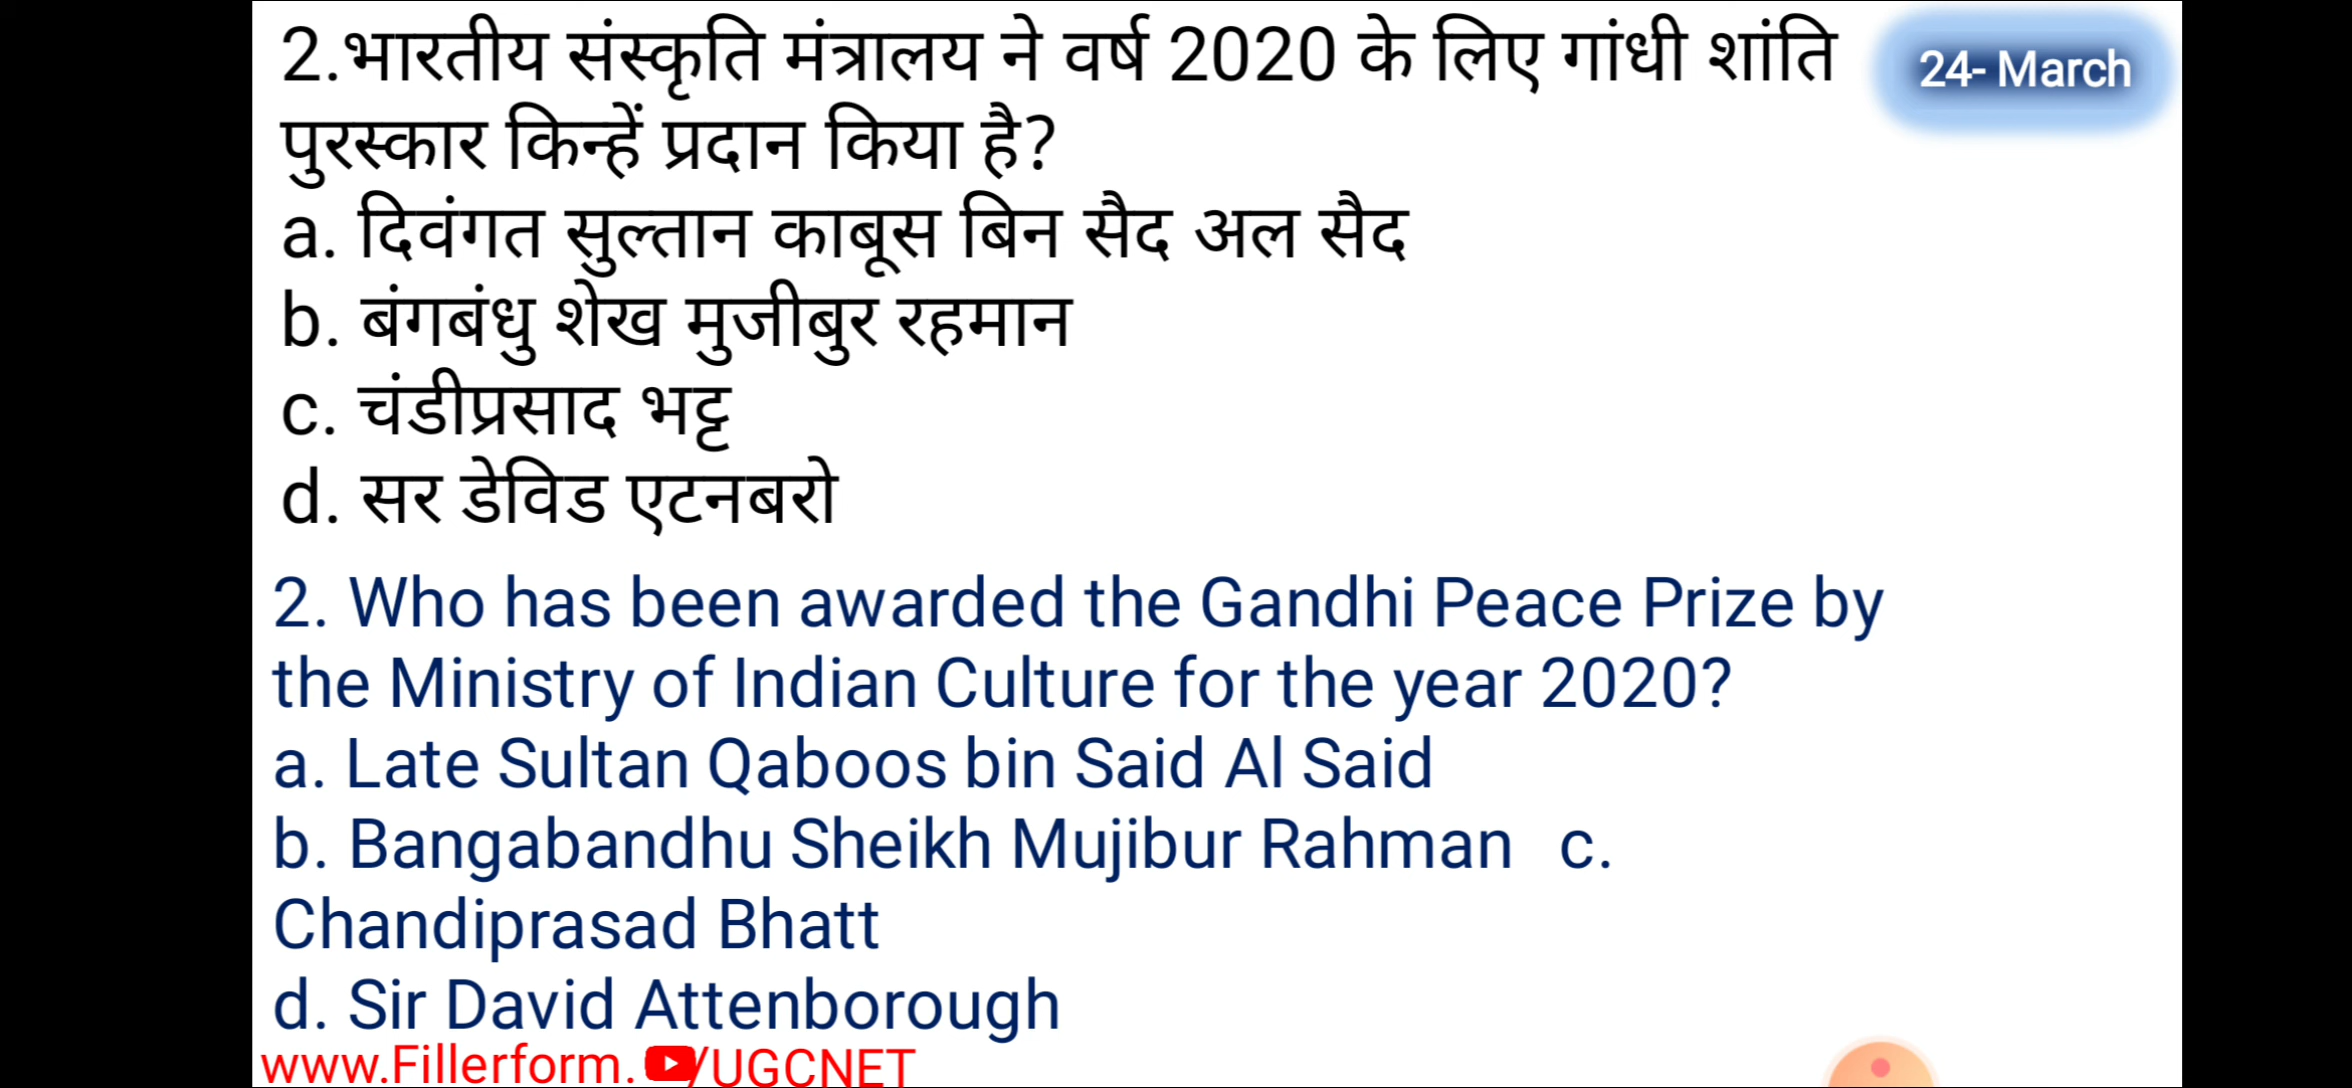 2.भारतीय संस्कृति मंत्रालय ने वर्ष 2020 के लिए गांधी शांति
24- March
पुरस्कार किन्हें प्रदान किया है?
a. दिवंगत सुल्तान काबूस बिन सैद अल सैद
b. बंगबंधु शेख मुजीबुर रहमान
c. चंडीप्रसाद भट्ट
d. सर डेविड एटनबरो
2. Who has been awarded the Gandhi Peace Prize by
the Ministry of Indian Culture for the year 2020?
a. Late Sultan Qaboos bin Said Al Said
b. Bangabandhu Sheikh Mujibur Rahman c.
Chandiprasad Bhatt
d. Sir David Attenborough
www.Fillerform. /UGCNET